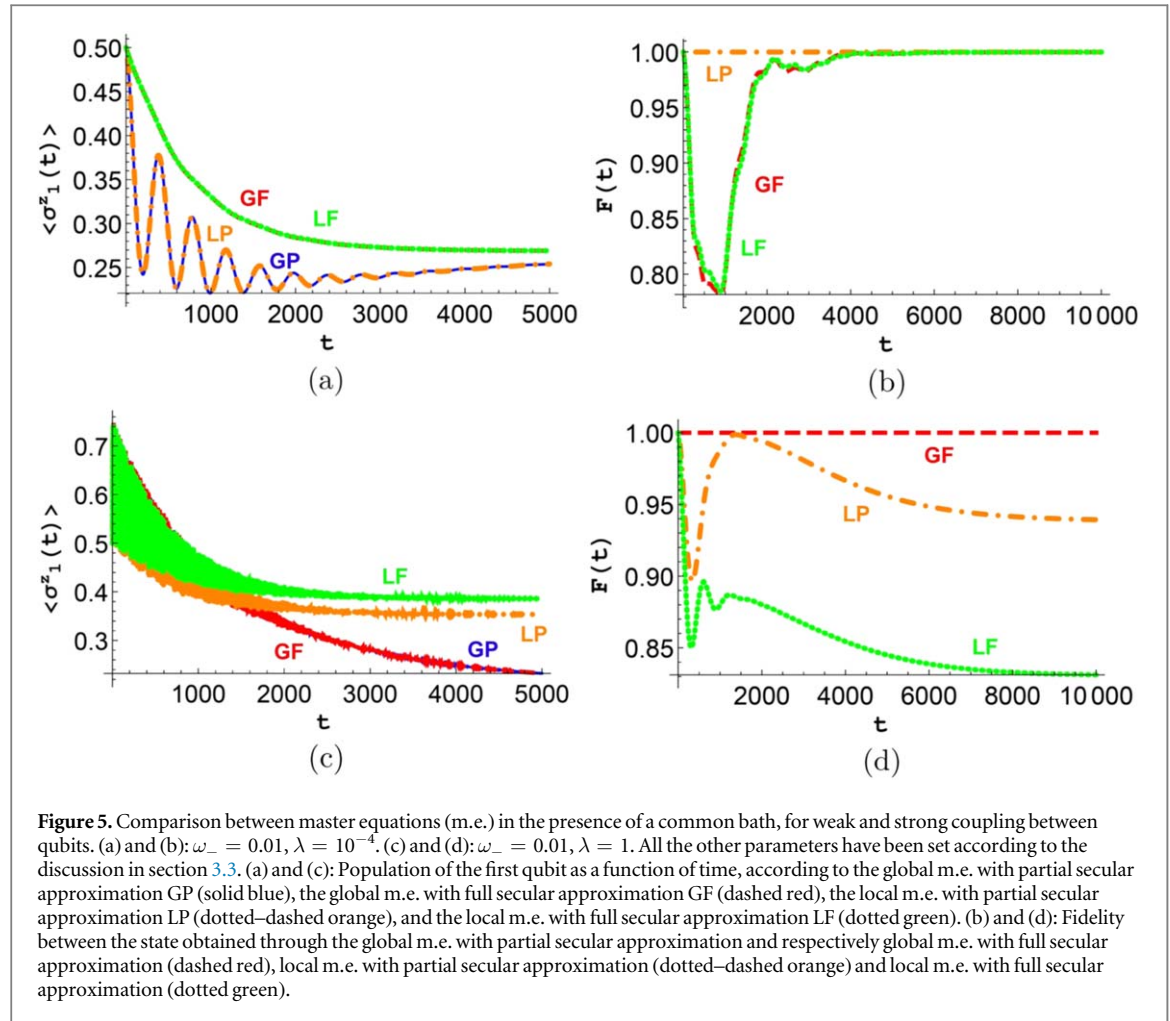 0.50
0.45
0.40
0.35
0.30
0.25
<σ^z_1(t)>
GF
LF
LP
GP
1000 2000 3000 4000 5000
t
(a)
1.00
0.95
0.90
0.85
0.80
F(t)
LP
GF
LF
2000 4000 6000 8000 10 000
t
(b)
0.7
0.6
0.5
0.4
0.3
<σ^z_1(t)>
LF
LP
GF
GP
1000 2000 3000 4000 5000
t
(c)
1.00
0.95
0.90
0.85
F(t)
GF
LP
LF
2000 4000 6000 8000 10 000
t
(d)
Figure 5. Comparison between master equations (m.e.) in the presence of a common bath, for weak and strong coupling between
qubits. (a) and (b): ω₋ = 0.01, λ = 10⁻⁴. (c) and (d): ω₋ = 0.01, λ = 1. All the other parameters have been set according to the
discussion in section 3.3. (a) and (c): Population of the first qubit as a function of time, according to the global m.e. with partial secular
approximation GP (solid blue), the global m.e. with full secular approximation GF (dashed red), the local m.e. with partial secular
approximation LP (dotted–dashed orange), and the local m.e. with full secular approximation LF (dotted green). (b) and (d): Fidelity
between the state obtained through the global m.e. with partial secular approximation and respectively global m.e. with full secular
approximation (dashed red), local m.e. with partial secular approximation (dotted–dashed orange) and local m.e. with full secular
approximation (dotted green).